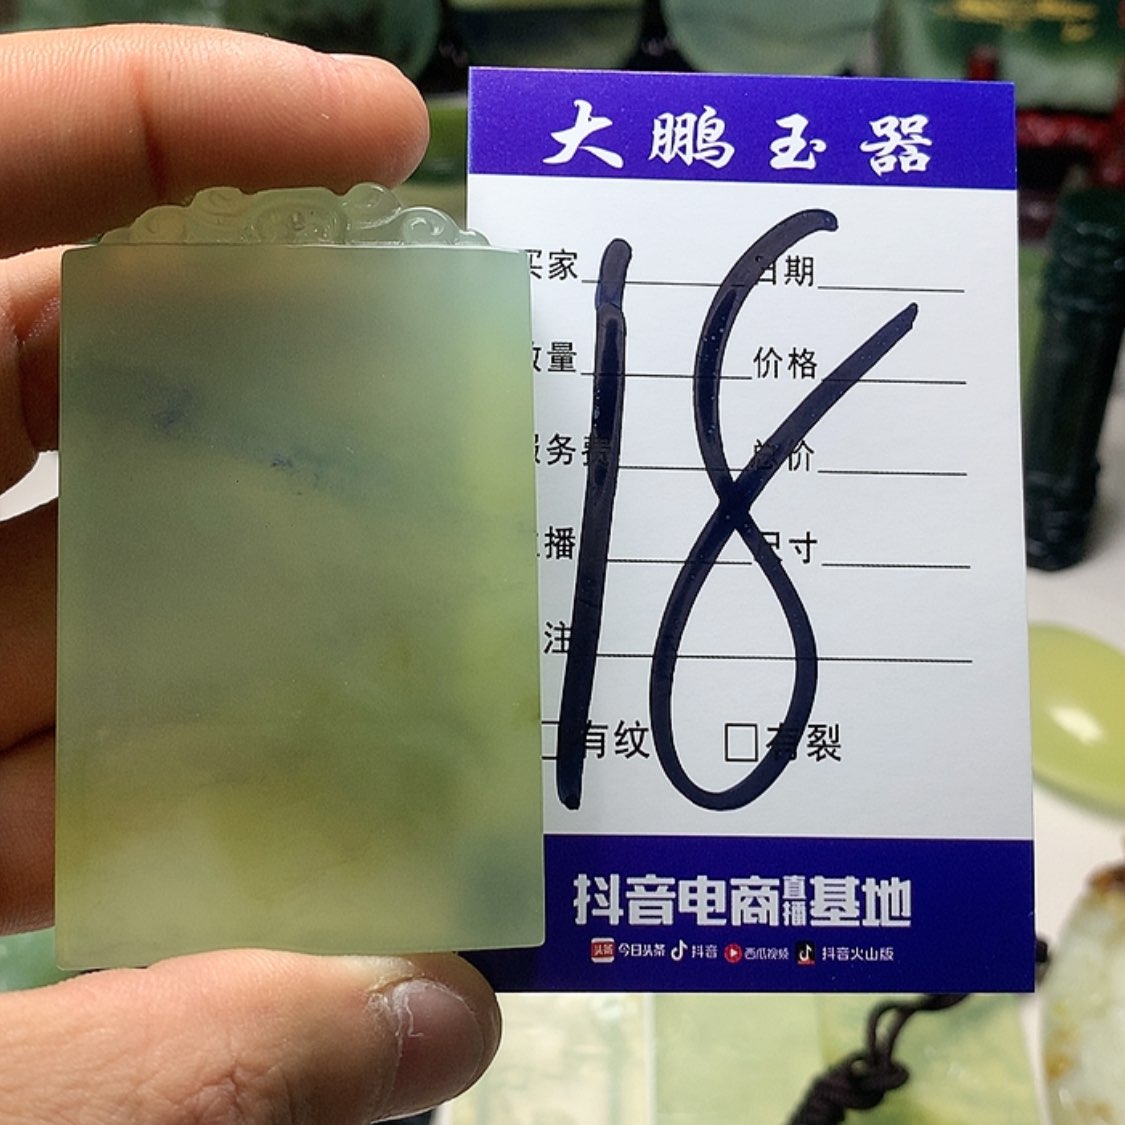 大鹏玉器
买家 日期
数量 价格
服务费 总价
播 尺寸
注
18
□有纹 □有裂
抖音电商直播基地
头条 今日头条 抖音 西瓜视频 抖音火山版